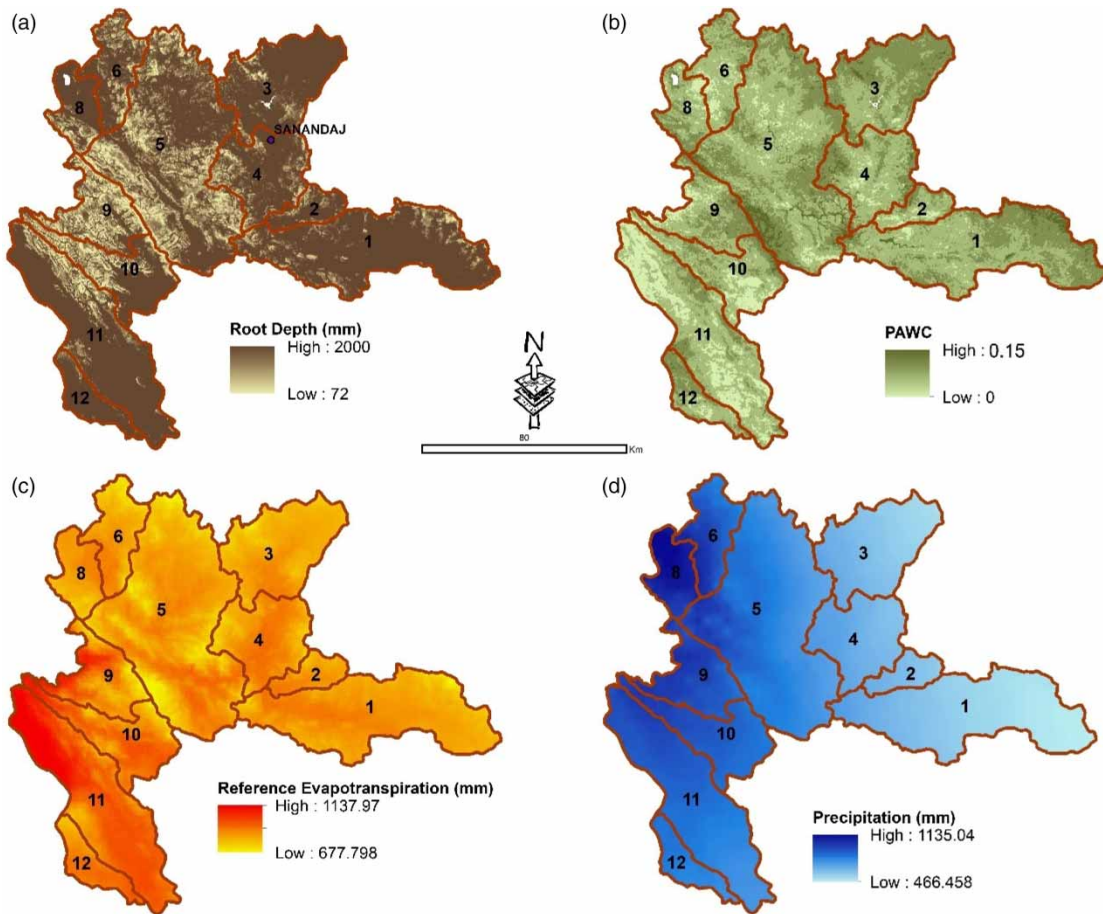 (a)
6
3
8
SANANDAJ
5
4
9
2
1
10
11
12
Root Depth (mm)
High : 2000
Low : 72
(b)
6
3
8
5
4
9
2
1
10
11
12
PAWC
High : 0.15
Low : 0
N
80
Km
(c)
6
3
8
5
4
9
2
1
10
11
12
Reference Evapotranspiration (mm)
High : 1137.97
Low : 677.798
(d)
6
3
8
5
4
9
2
1
10
11
12
Precipitation (mm)
High : 1135.04
Low : 466.458